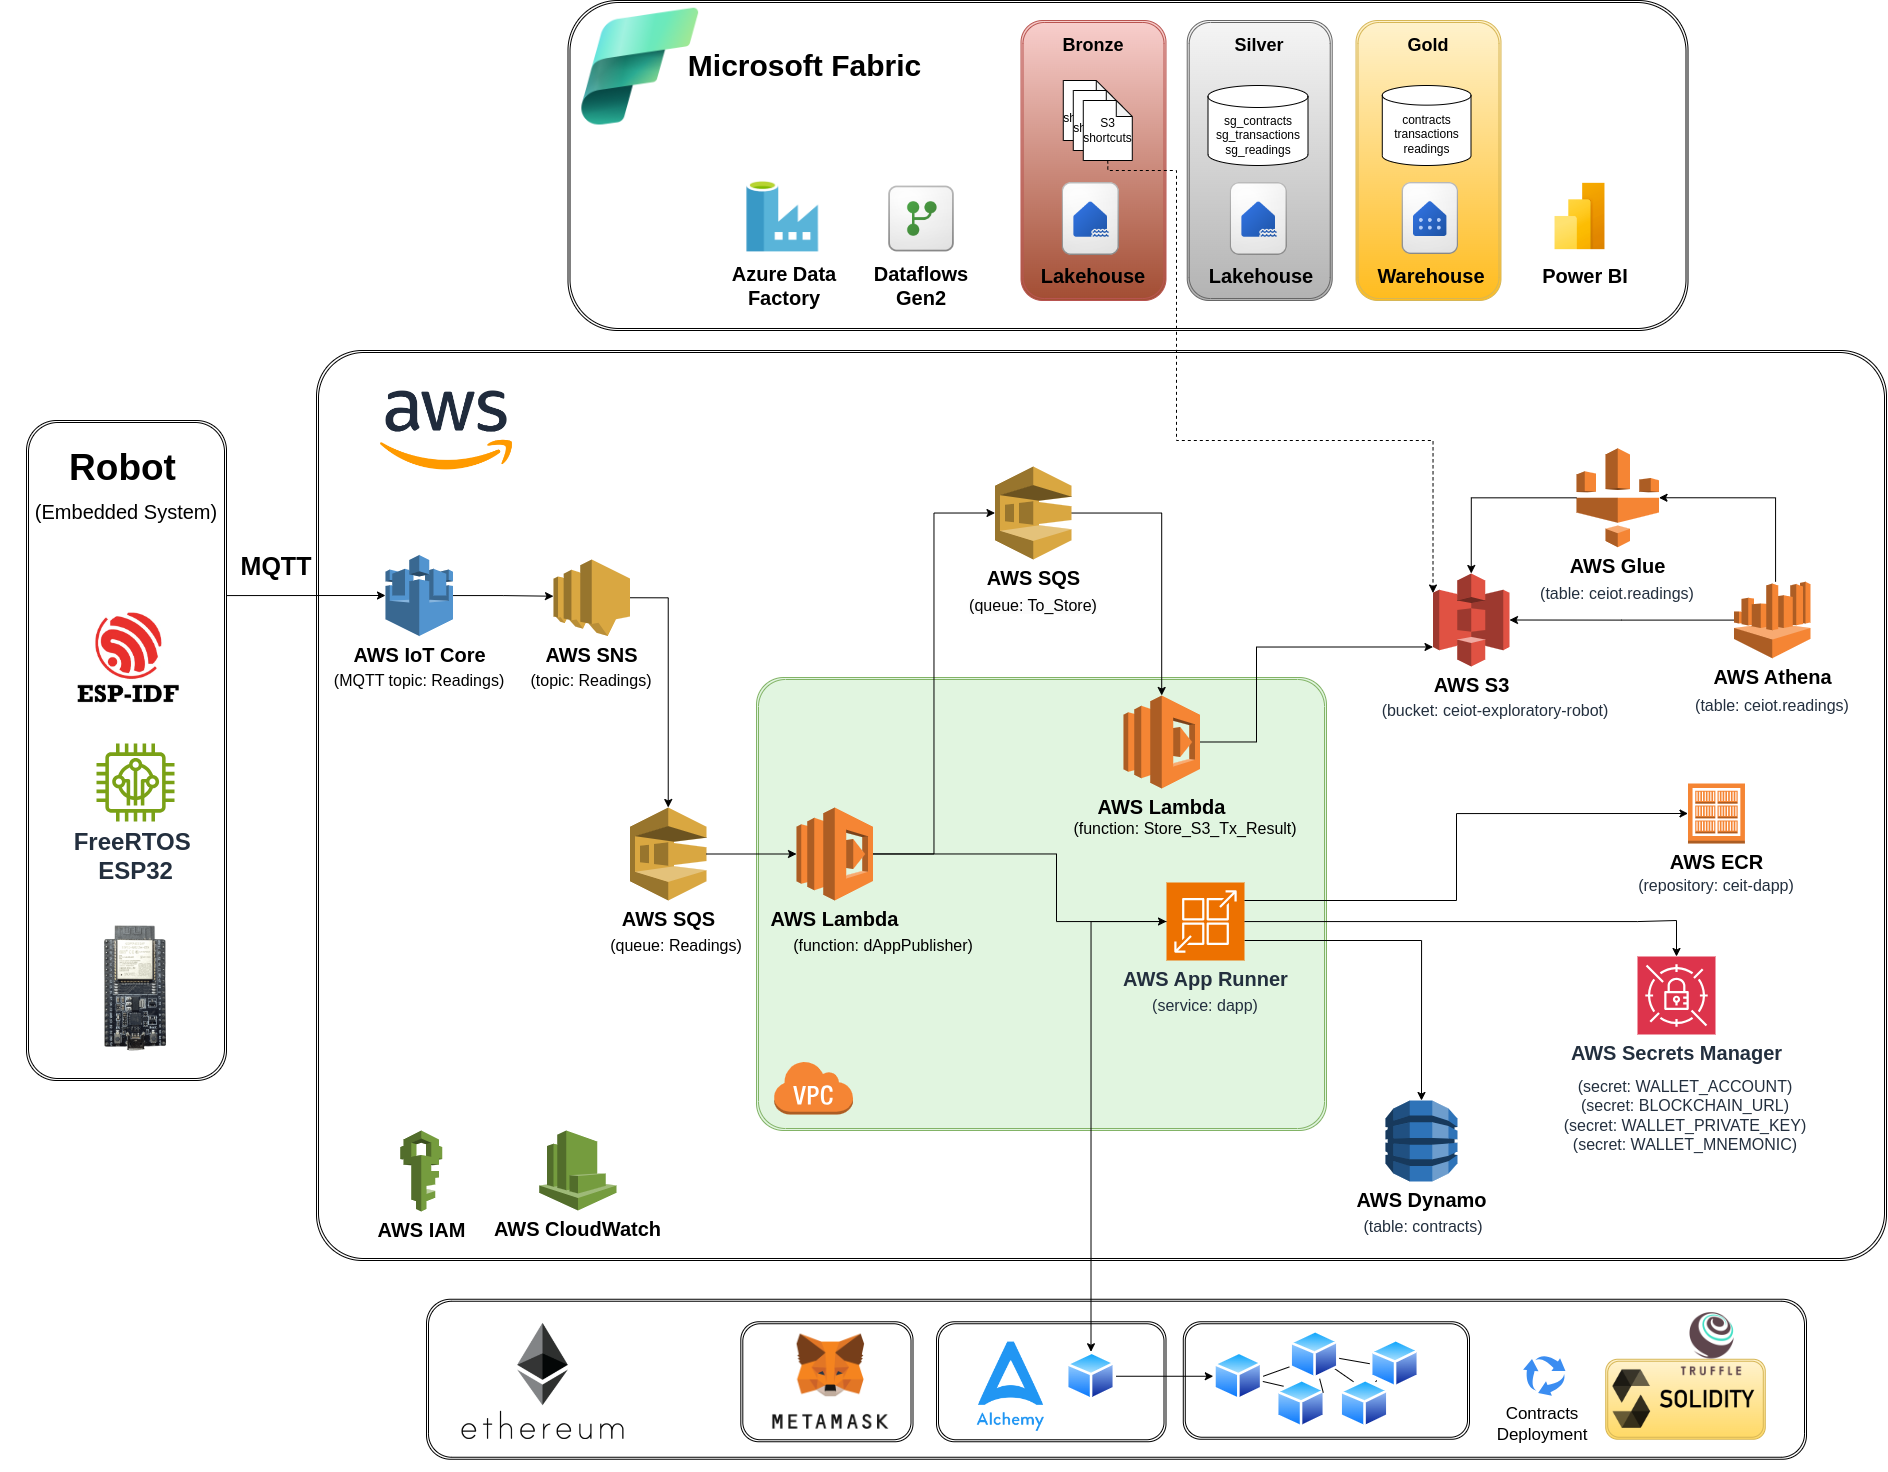 Microsoft Fabric
Bronze
Silver
Gold
S3
shortcuts
sg_contracts
sg_transactions
sg_readings
contracts
transactions
readings
Azure Data
Factory
Dataflows
Gen2
Lakehouse
Lakehouse
Warehouse
Power BI
aws
Robot
(Embedded System)
MQTT
ESP-IDF
FreeRTOS
ESP32
AWS IoT Core
(MQTT topic: Readings)
AWS SNS
(topic: Readings)
AWS SQS
(queue: To_Store)
AWS Glue
(table: ceiot.readings)
AWS S3
(bucket: ceiot-exploratory-robot)
AWS Athena
(table: ceiot.readings)
AWS Lambda
(function: Store_S3_Tx_Result)
AWS SQS
(queue: Readings)
AWS Lambda
(function: dAppPublisher)
AWS ECR
(repository: ceit-dapp)
AWS App Runner
(service: dapp)
AWS Secrets Manager
(secret: WALLET_ACCOUNT)
(secret: BLOCKCHAIN_URL)
(secret: WALLET_PRIVATE_KEY)
(secret: WALLET_MNEMONIC)
VPC
AWS Dynamo
(table: contracts)
AWS IAM
AWS CloudWatch
ethereum
METAMASK
Alchemy
Contracts
Deployment
TRUFFLE
SOLIDITY